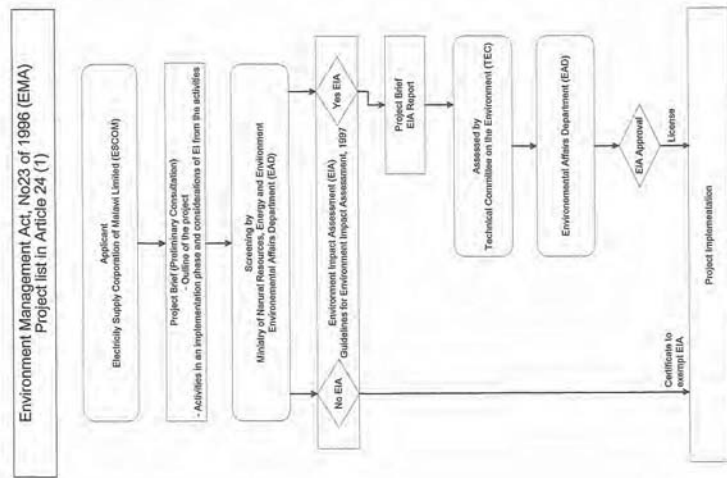 Environment Management Act, No23 of 1996 (EMA)
Project list in Article 24 (1)
Applicant
Electricity Supply Corporation of Malawi Limited (ESCOM)
Project Brief (Preliminary Consultation)
- Outline of the project
- Activities in an implementation phase and considerations of EI from the activities
Screening by
Ministry of Narural Resources, Energy and Environment
Environemental Affairs Department (EAD)
No EIA
Environment Impact Assessment (EIA)
Guidelines for Environment Impact Assessment, 1997
Yes EIA
Project Brief
EIA Report
Assessed by
Technical Committee on the Environment (TEC)
Environemental Affairs Department (EAD)
EIA Approval
Certificate to
exempt EIA
License
Project Implemestation